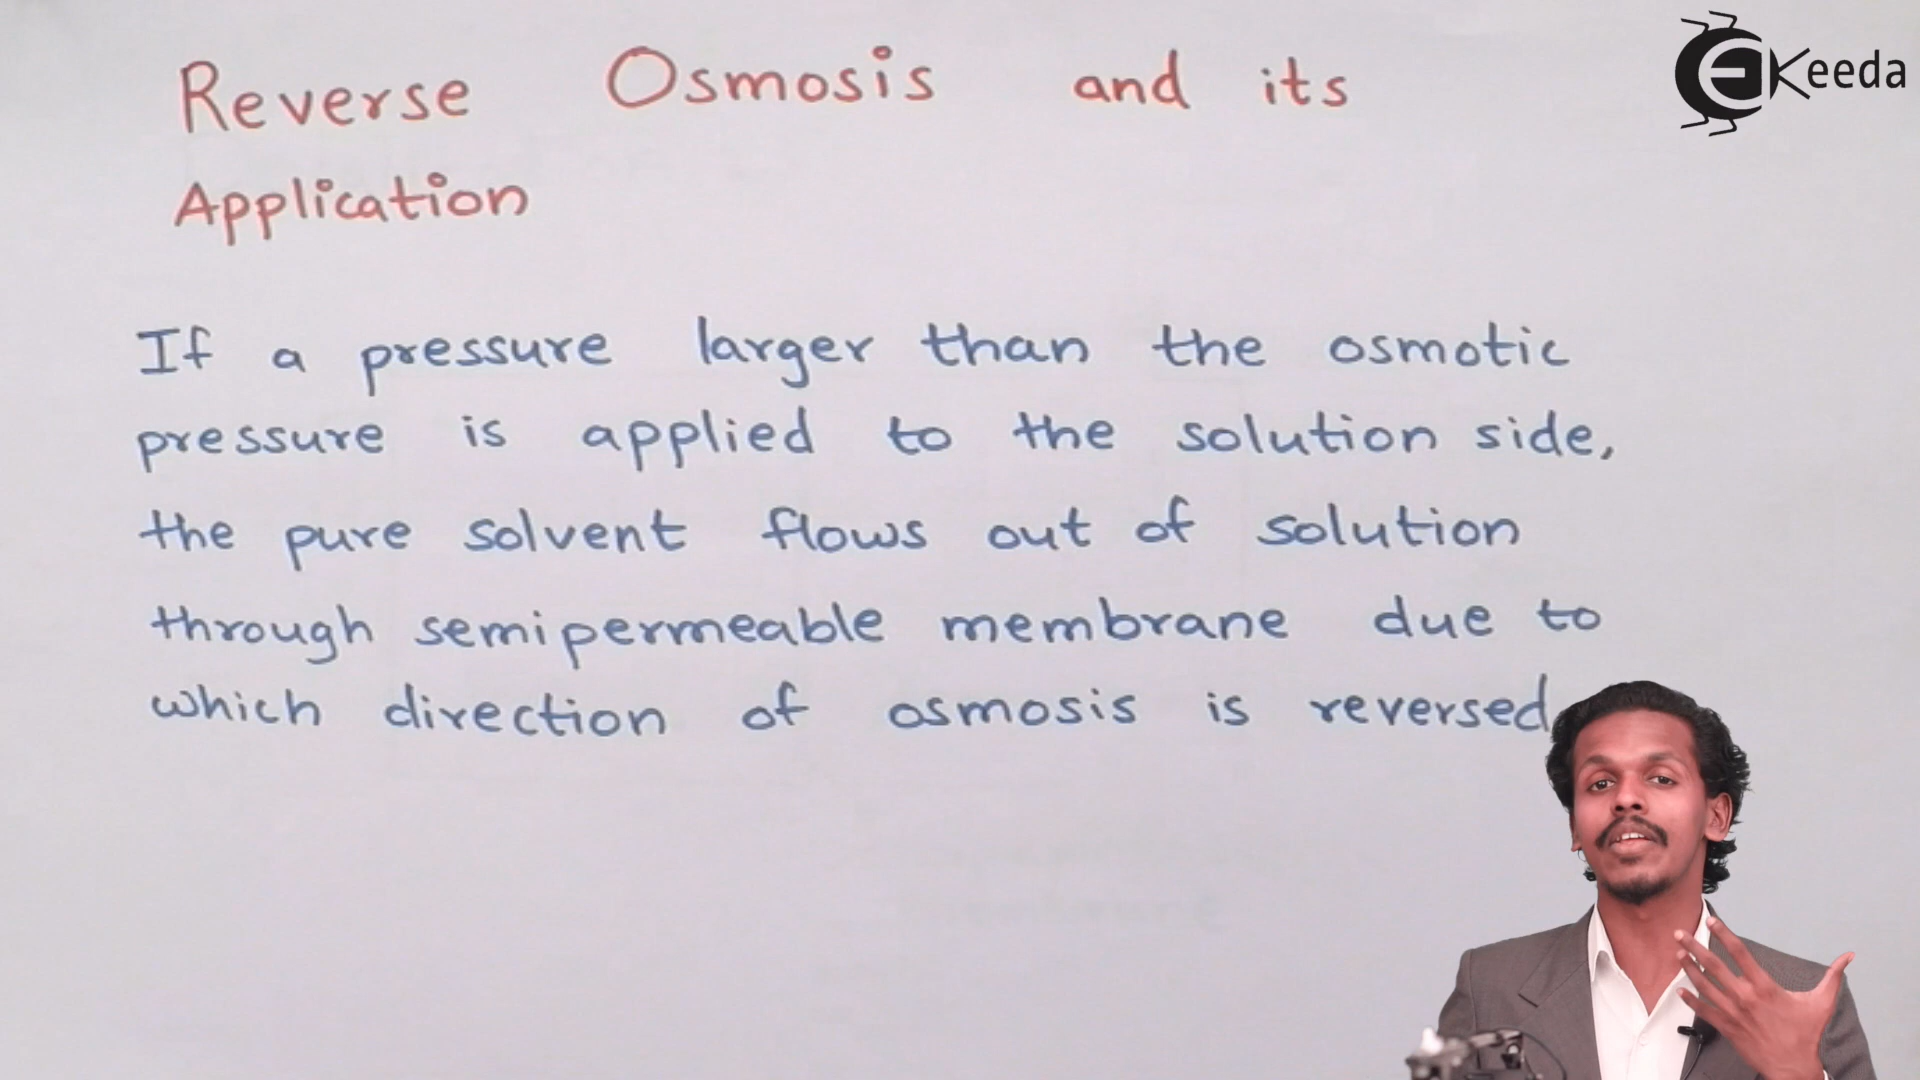 Reverse Osmosis and its
Application
EKeeda
If a pressure larger than the osmotic
pressure is applied to the solution side,
the pure solvent flows out of solution
through semipermeable membrane due to
which direction of osmosis is reversed